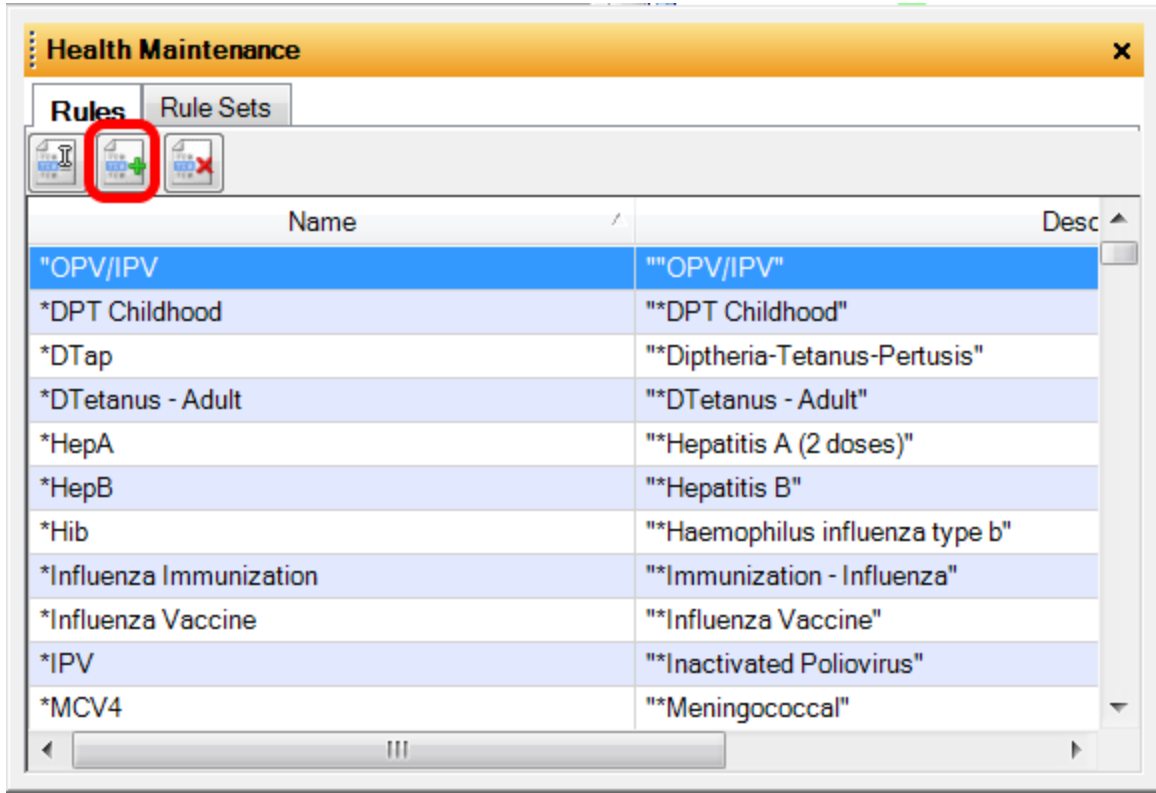 Health Maintenance
Rules Rule Sets
Name Desc
"OPV/IPV ""OPV/IPV"
*DPT Childhood "*DPT Childhood"
*DTap "*Diptheria-Tetanus-Pertusis"
*DTetanus - Adult "*DTetanus - Adult"
*HepA "*Hepatitis A (2 doses)"
*HepB "*Hepatitis B"
*Hib "*Haemophilus influenza type b"
*Influenza Immunization "*Immunization - Influenza"
*Influenza Vaccine "*Influenza Vaccine"
*IPV "*Inactivated Poliovirus"
*MCV4 "*Meningococcal"